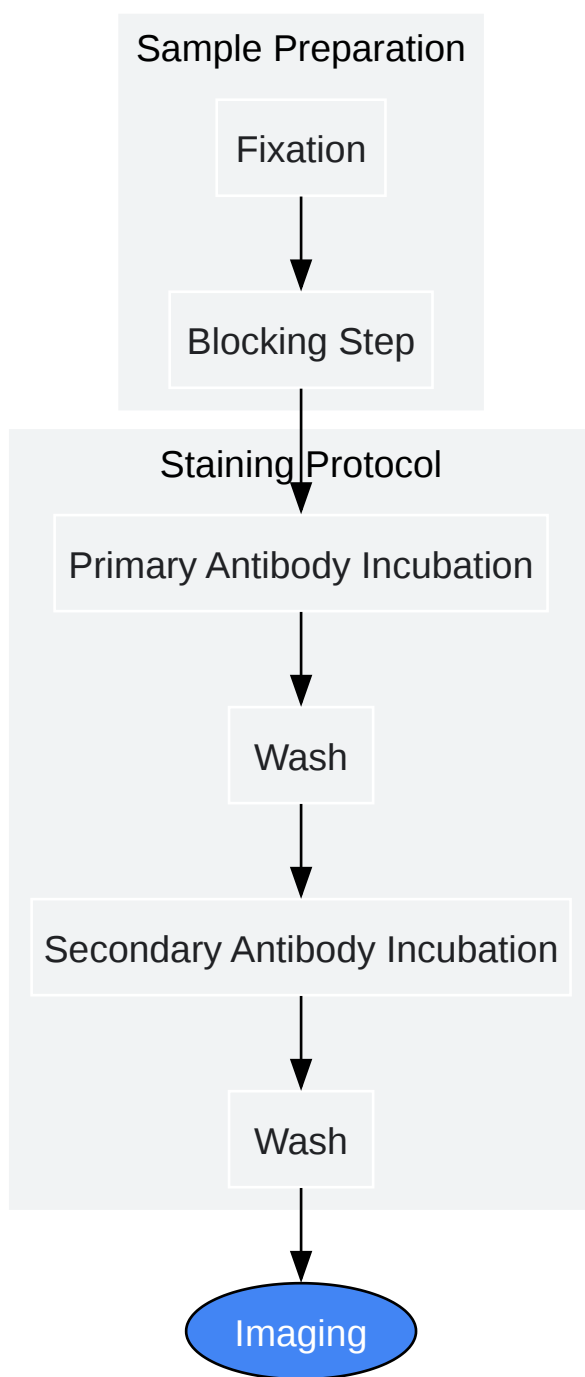 Sample Preparation
Fixation
Blocking Step
Staining Protocol
Primary Antibody Incubation
Wash
Secondary Antibody Incubation
Wash
Imaging